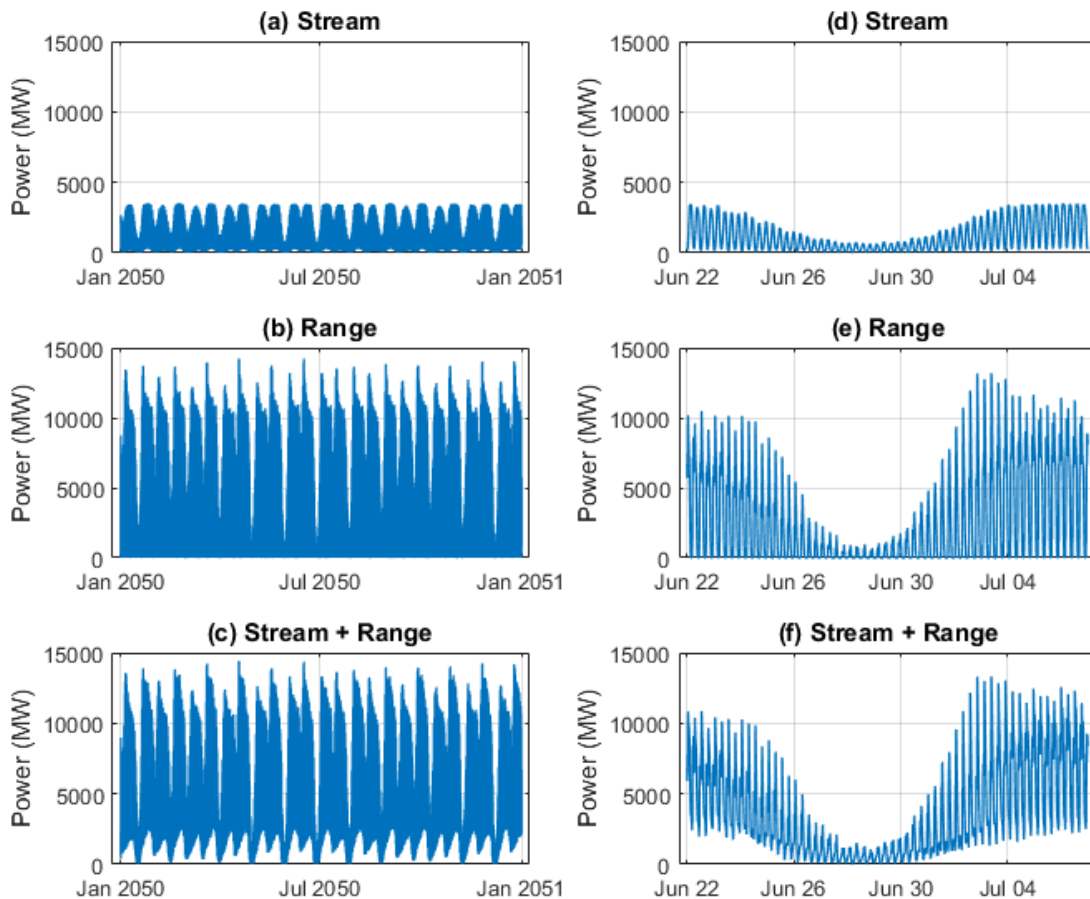 (a) Stream
15000
10000
5000
0
Power (MW)
Jan 2050 Jul 2050 Jan 2051
(d) Stream
15000
10000
5000
0
Power (MW)
Jun 22 Jun 26 Jun 30 Jul 04
(b) Range
15000
10000
5000
0
Power (MW)
Jan 2050 Jul 2050 Jan 2051
(e) Range
15000
10000
5000
0
Power (MW)
Jun 22 Jun 26 Jun 30 Jul 04
(c) Stream + Range
15000
10000
5000
0
Power (MW)
Jan 2050 Jul 2050 Jan 2051
(f) Stream + Range
15000
10000
5000
0
Power (MW)
Jun 22 Jun 26 Jun 30 Jul 04